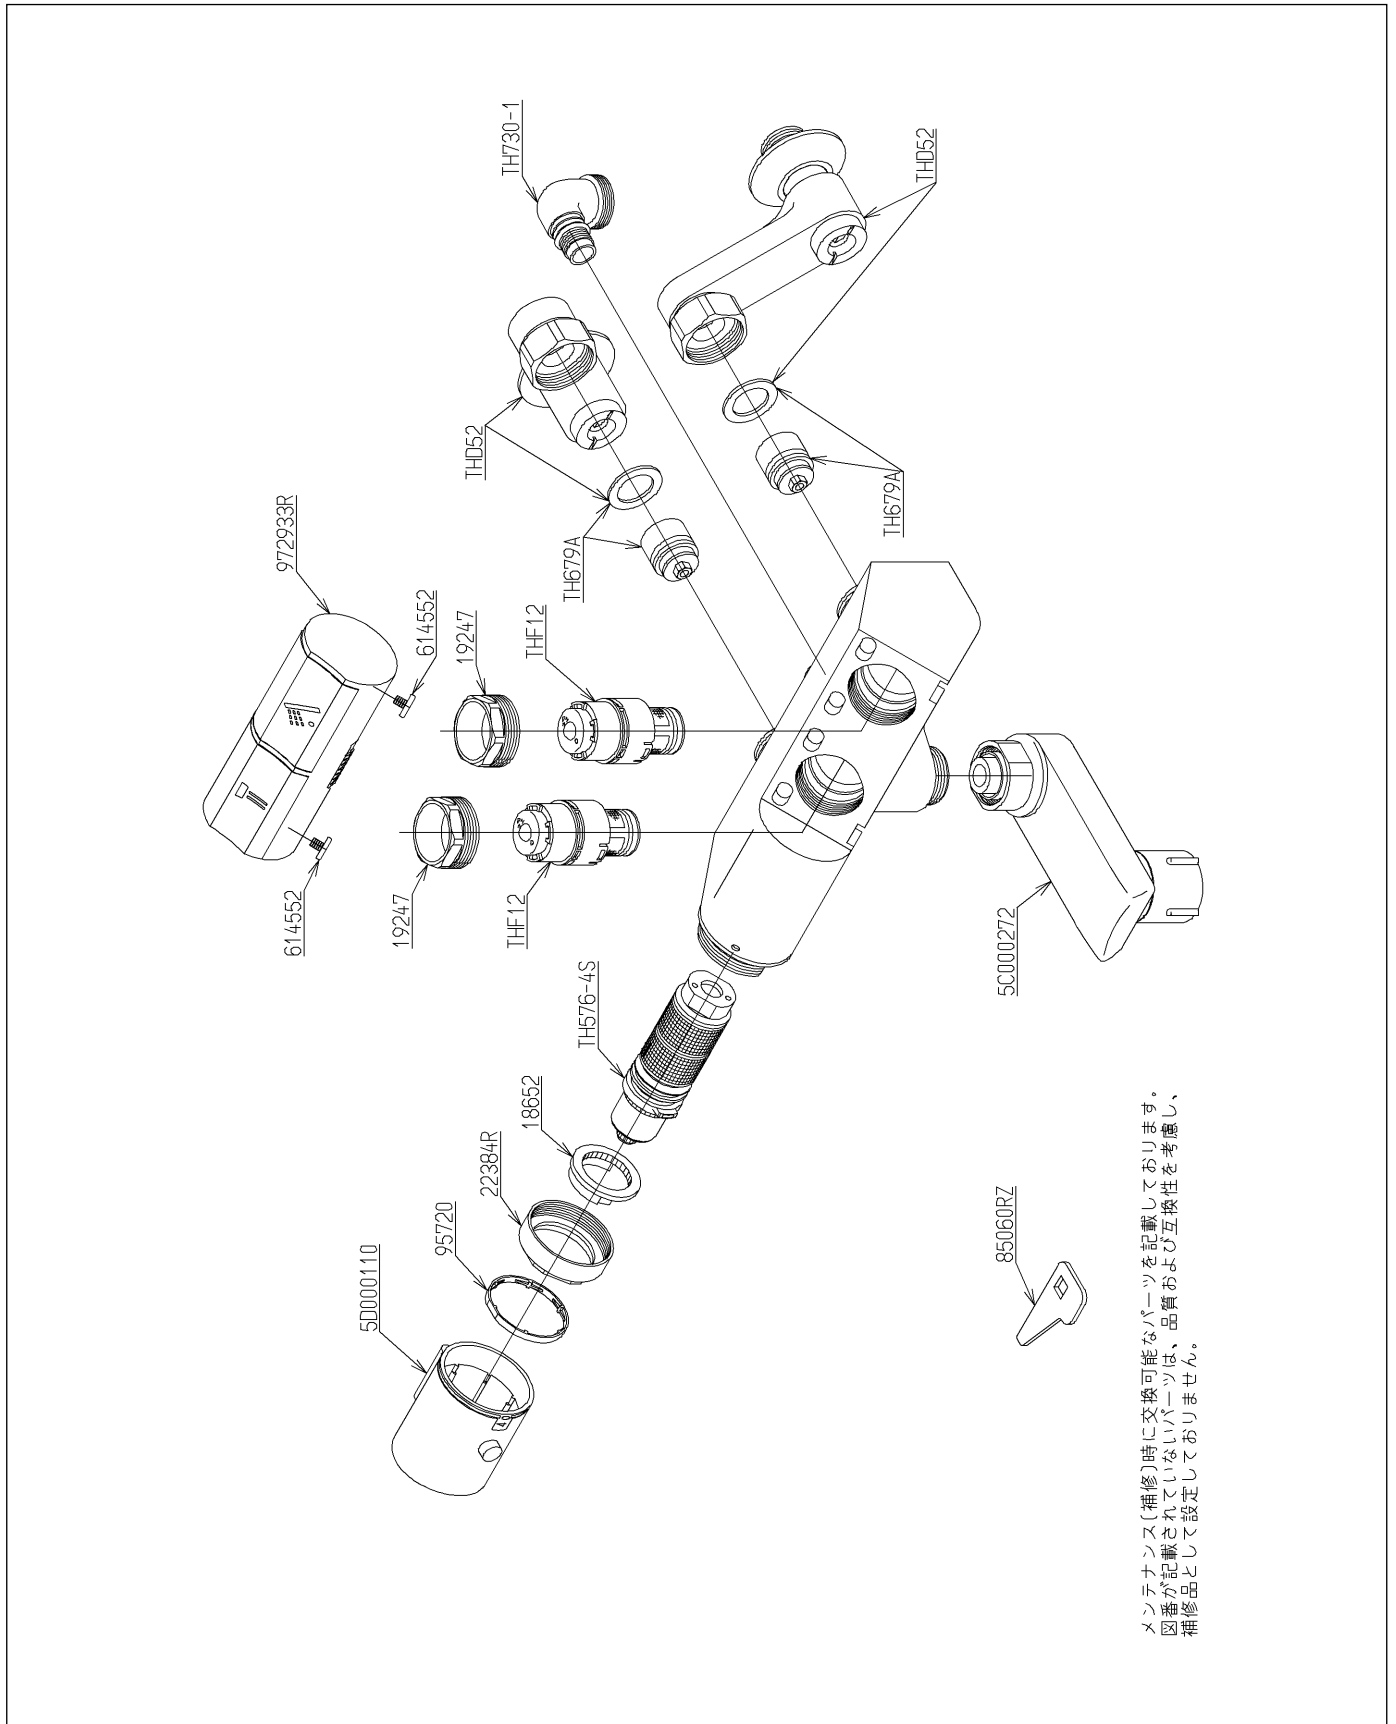 TH730-1
THD52
THD52
972933R
TH679A
TH679A
614552
19247
THF12
614552
19247
THF12
TH576-4S
5C000272
18652
22384R
95720
5D000110
40
85060RZ
メンテナンス(補修)時に交換可能なパーツを記載しております。
図番が記載されていないパーツは、品質および互換性を考慮し、
補修品として設定しておりません。